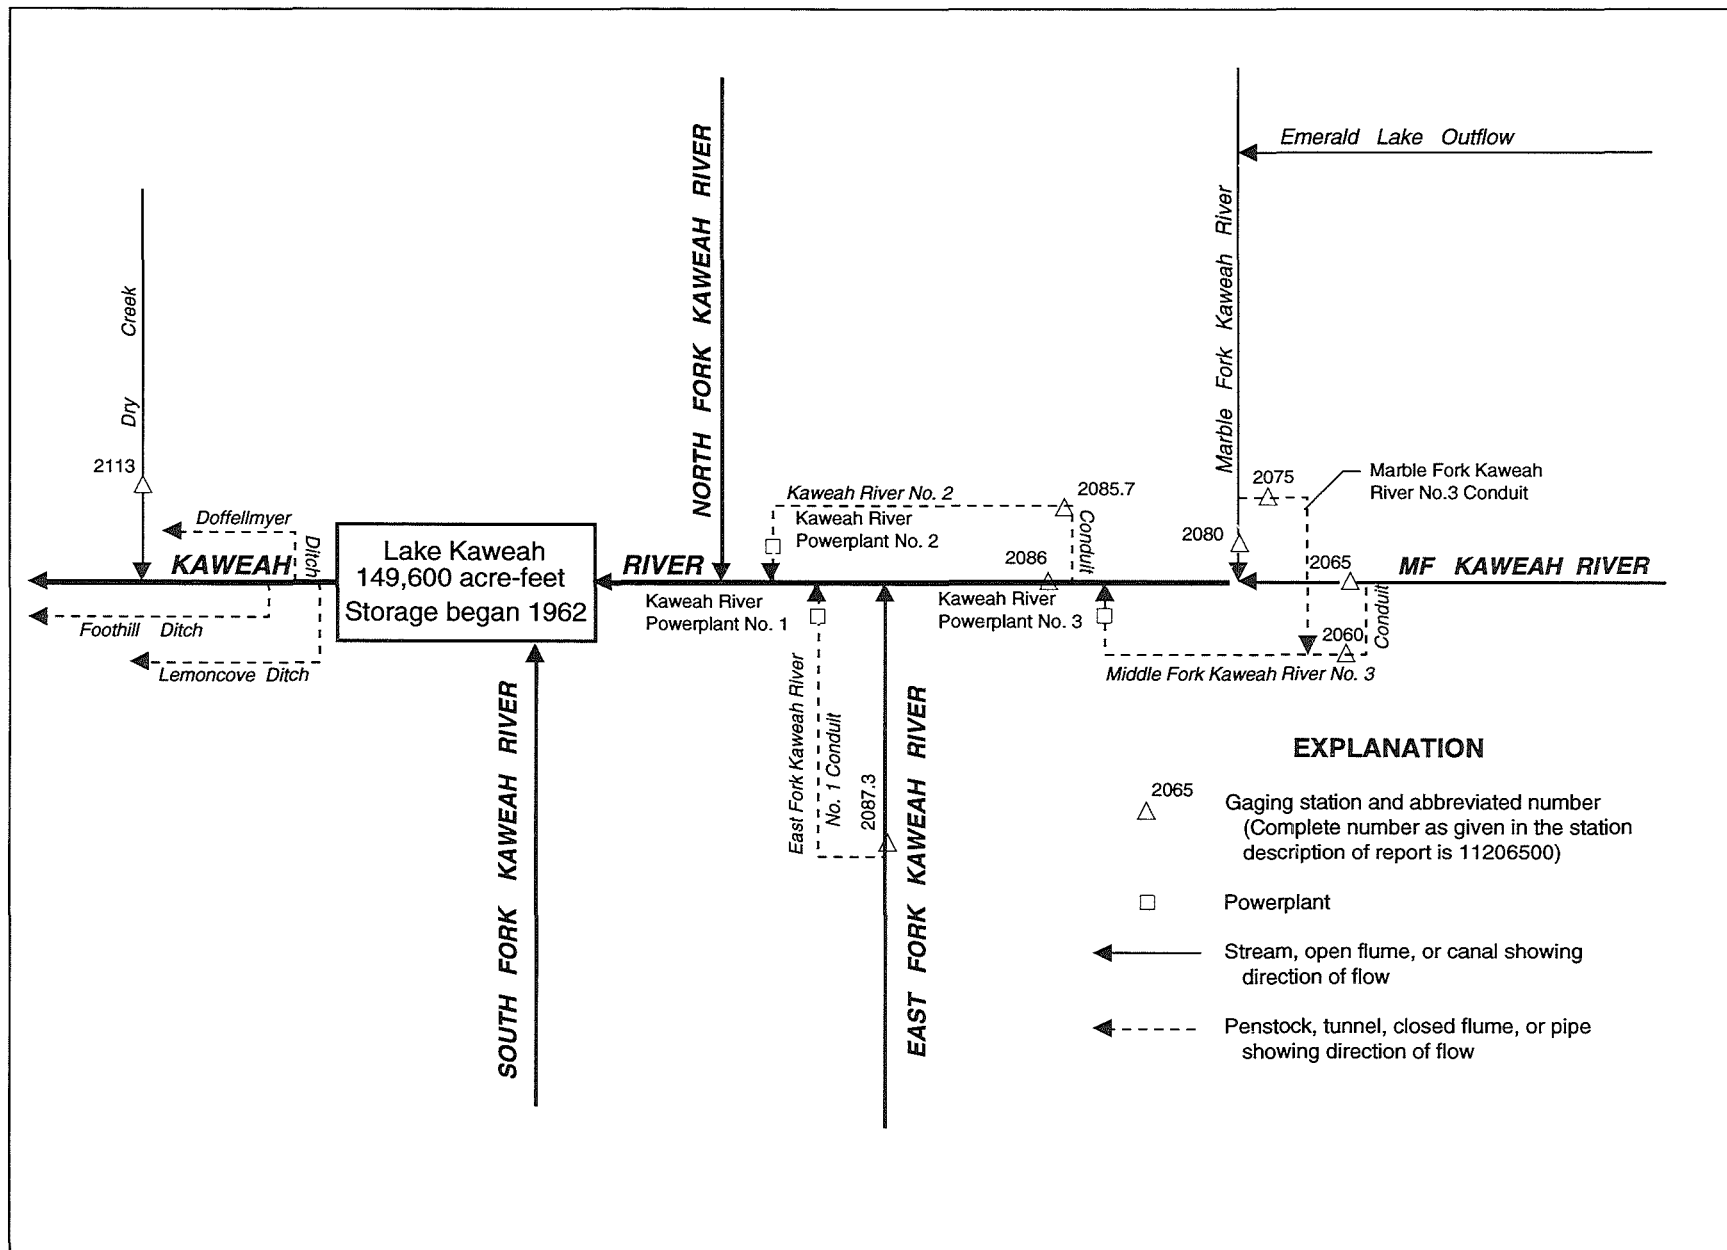 Emerald Lake Outflow
Marble Fork Kaweah River
NORTH FORK KAWEAH RIVER
Dry Creek
2113
Doffellmyer
Ditch
KAWEAH
Foothill Ditch
Lemoncove Ditch
Lake Kaweah
149,600 acre-feet
Storage began 1962
RIVER
SOUTH FORK KAWEAH RIVER
Kaweah River No. 2
Conduit
2085.7
Kaweah River
Powerplant No. 2
2086
Kaweah River
Powerplant No. 1
Kaweah River
Powerplant No. 3
East Fork Kaweah River
No. 1 Conduit
2087.3
EAST FORK KAWEAH RIVER
2075
2080
Marble Fork Kaweah
River No.3 Conduit
2065
MF KAWEAH RIVER
2060
Conduit
Middle Fork Kaweah River No. 3
EXPLANATION
2065
Gaging station and abbreviated number
(Complete number as given in the station
description of report is 11206500)
Powerplant
Stream, open flume, or canal showing
direction of flow
Penstock, tunnel, closed flume, or pipe
showing direction of flow